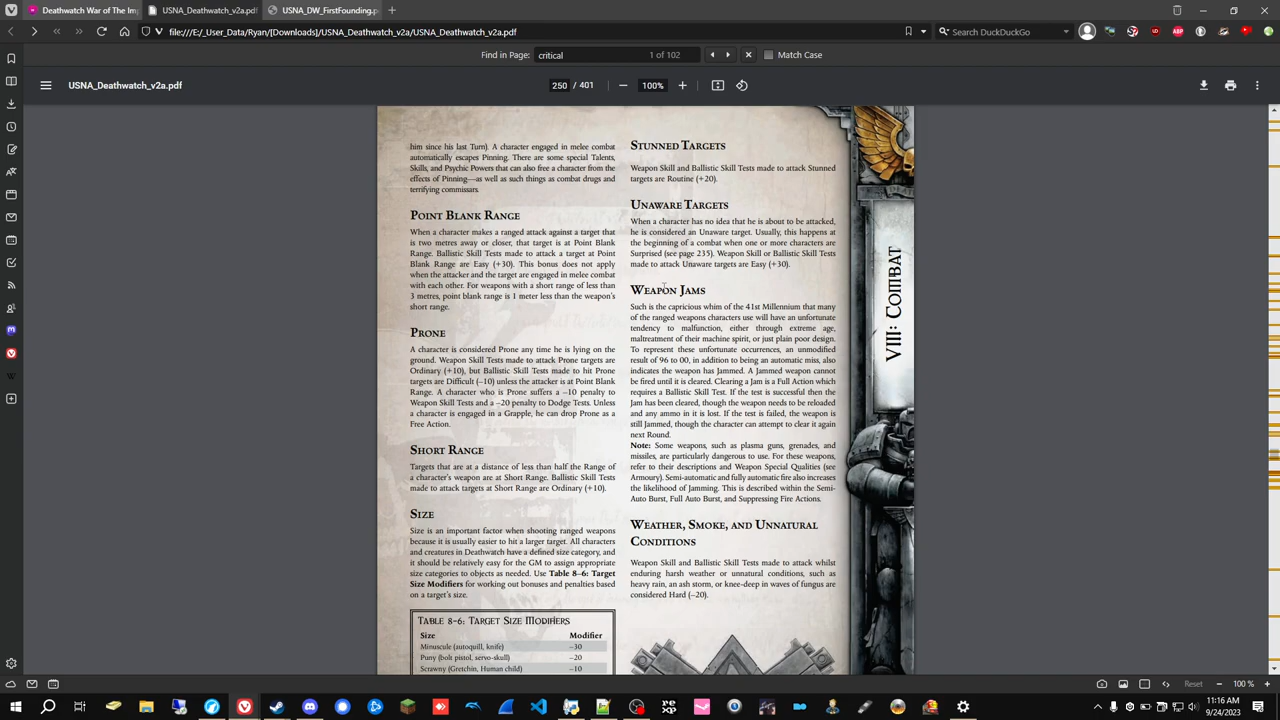 Deathwatch War of The Im
USNA_Deathwatch_v2a.pdf
USNA_DW_FirstFounding.p
file:///E/_User_Data/Ryan/[Downloads]/USNA_Deathwatch_v2a/USNA_Deathwatch_v2a.pdf
Search DuckDuckGo
Find in Page:
critical
1 of 102
Match Case
USNA_Deathwatch_v2a.pdf
250 / 401
100%
him since his last Turn). A character engaged in melee combat
automatically escapes Pinning. There are some special Talents,
Skills, and Psychic Powers that can also free a character from the
effects of Pinning—as well as such things as combat drugs and
terrifying commissars.
Point Blank Range
When a character makes a ranged attack against a target that
is two metres away or closer, that target is at Point Blank
Range. Ballistic Skill Tests made to attack a target at Point
Blank Range are Easy (+30). This bonus does not apply
when the attacker and the target are engaged in melee combat
with each other. For weapons with a short range of less than
3 metres, point blank range is 1 meter less than the weapon's
short range.
Prone
A character is considered Prone any time he is lying on the
ground. Weapon Skill Tests made to attack Prone targets are
Ordinary (+10), but Ballistic Skill Tests made to hit Prone
targets are Difficult (–10) unless the attacker is at Point Blank
Range. A character who is Prone suffers a –10 penalty to
Weapon Skill Tests and a –20 penalty to Dodge Tests. Unless
a character is engaged in a Grapple, he can drop Prone as a
Free Action.
Short Range
Targets that are at a distance of less than half the Range of
a character's weapon are at Short Range. Ballistic Skill Tests
made to attack targets at Short Range are Ordinary (+10).
Size
Size is an important factor when shooting ranged weapons
because it is usually easier to hit a larger target. All characters
and creatures in Deathwatch have a defined size category, and
it should be relatively easy for the GM to assign appropriate
size categories to objects as needed. Use Table 8–6: Target
Size Modifiers for working out bonuses and penalties based
on a target's size.
Table 8-6: Target Size Modifiers
Size Modifier
Minuscule (autoquill, knife) –30
Puny (bolt pistol, servo-skull) –20
Scrawny (Gretchin, Human child) –10
Stunned Targets
Weapon Skill and Ballistic Skill Tests made to attack Stunned
targets are Routine (+20).
Unaware Targets
When a character has no idea that he is about to be attacked,
he is considered an Unaware target. Usually, this happens at
the beginning of a combat when one or more characters are
Surprised (see page 235). Weapon Skill or Ballistic Skill Tests
made to attack Unaware targets are Easy (+30).
Weapon Jams
Such is the capricious whim of the 41st Millennium that many
of the ranged weapons characters use will have an unfortunate
tendency to malfunction, either through extreme age,
maltreatment of their machine spirit, or just plain poor design.
To represent these unfortunate occurrences, an unmodified
result of 96 to 00, in addition to being an automatic miss, also
indicates the weapon has Jammed. A Jammed weapon cannot
be fired until it is cleared. Clearing a Jam is a Full Action which
requires a Ballistic Skill Test. If the test is successful then the
Jam has been cleared, though the weapon needs to be reloaded
and any ammo in it is lost. If the test is failed, the weapon is
still Jammed, though the character can attempt to clear it again
next Round.
Note: Some weapons, such as plasma guns, grenades, and
missiles, are particularly dangerous to use. For these weapons,
refer to their descriptions and Weapon Special Qualities (see
Armoury). Semi-automatic and fully automatic fire also increases
the likelihood of Jamming. This is described within the Semi-
Auto Burst, Full Auto Burst, and Suppressing Fire Actions.
Weather, Smoke, and Unnatural
Conditions
Weapon Skill and Ballistic Skill Tests made to attack whilst
enduring harsh weather or unnatural conditions, such as
heavy rain, an ash storm, or knee-deep in waves of fungus are
considered Hard (–20).
VIII: Combat
Reset
100 %
11:16 AM
9/24/2023